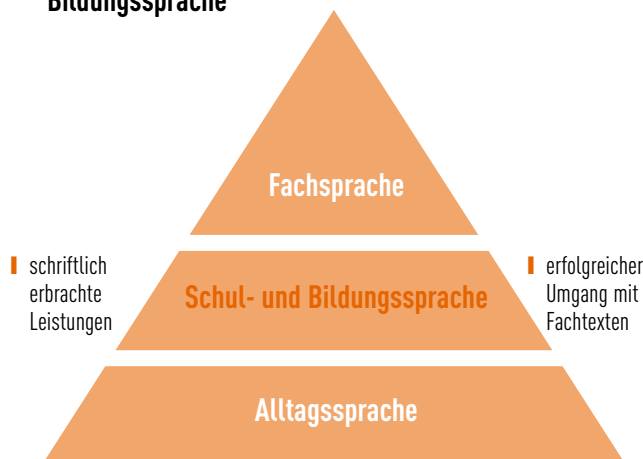 Bildungssprache
Fachsprache
schriftlich
erbrachte
Leistungen
Schul- und Bildungssprache
erfolgreicher
Umgang mit
Fachtexten
Alltagssprache